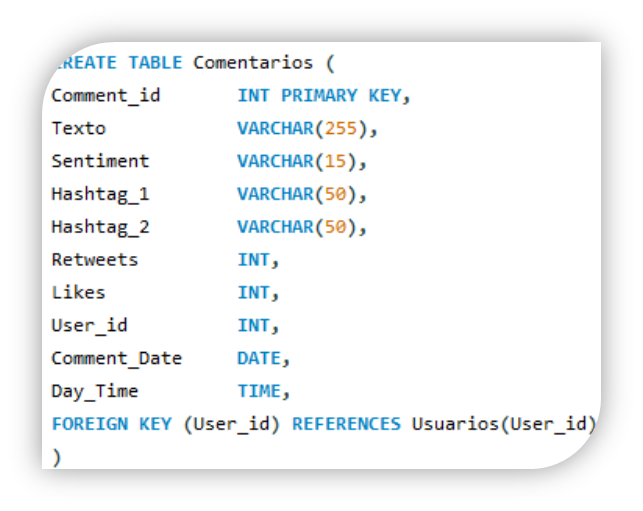 CREATE TABLE Comentarios (
Comment_id INT PRIMARY KEY,
Texto VARCHAR(255),
Sentiment VARCHAR(15),
Hashtag_1 VARCHAR(50),
Hashtag_2 VARCHAR(50),
Retweets INT,
Likes INT,
User_id INT,
Comment_Date DATE,
Day_Time TIME,
FOREIGN KEY (User_id) REFERENCES Usuarios(User_id)
)